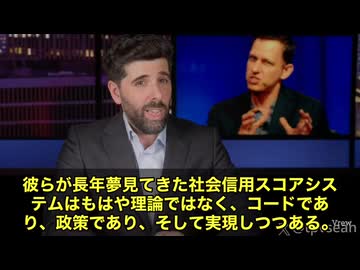 彼らが長年夢見てきた社会信用スコアシス
テムはもはや理論ではなく、コードであ
り、政策であり、そして実現しつつある。
Vrew